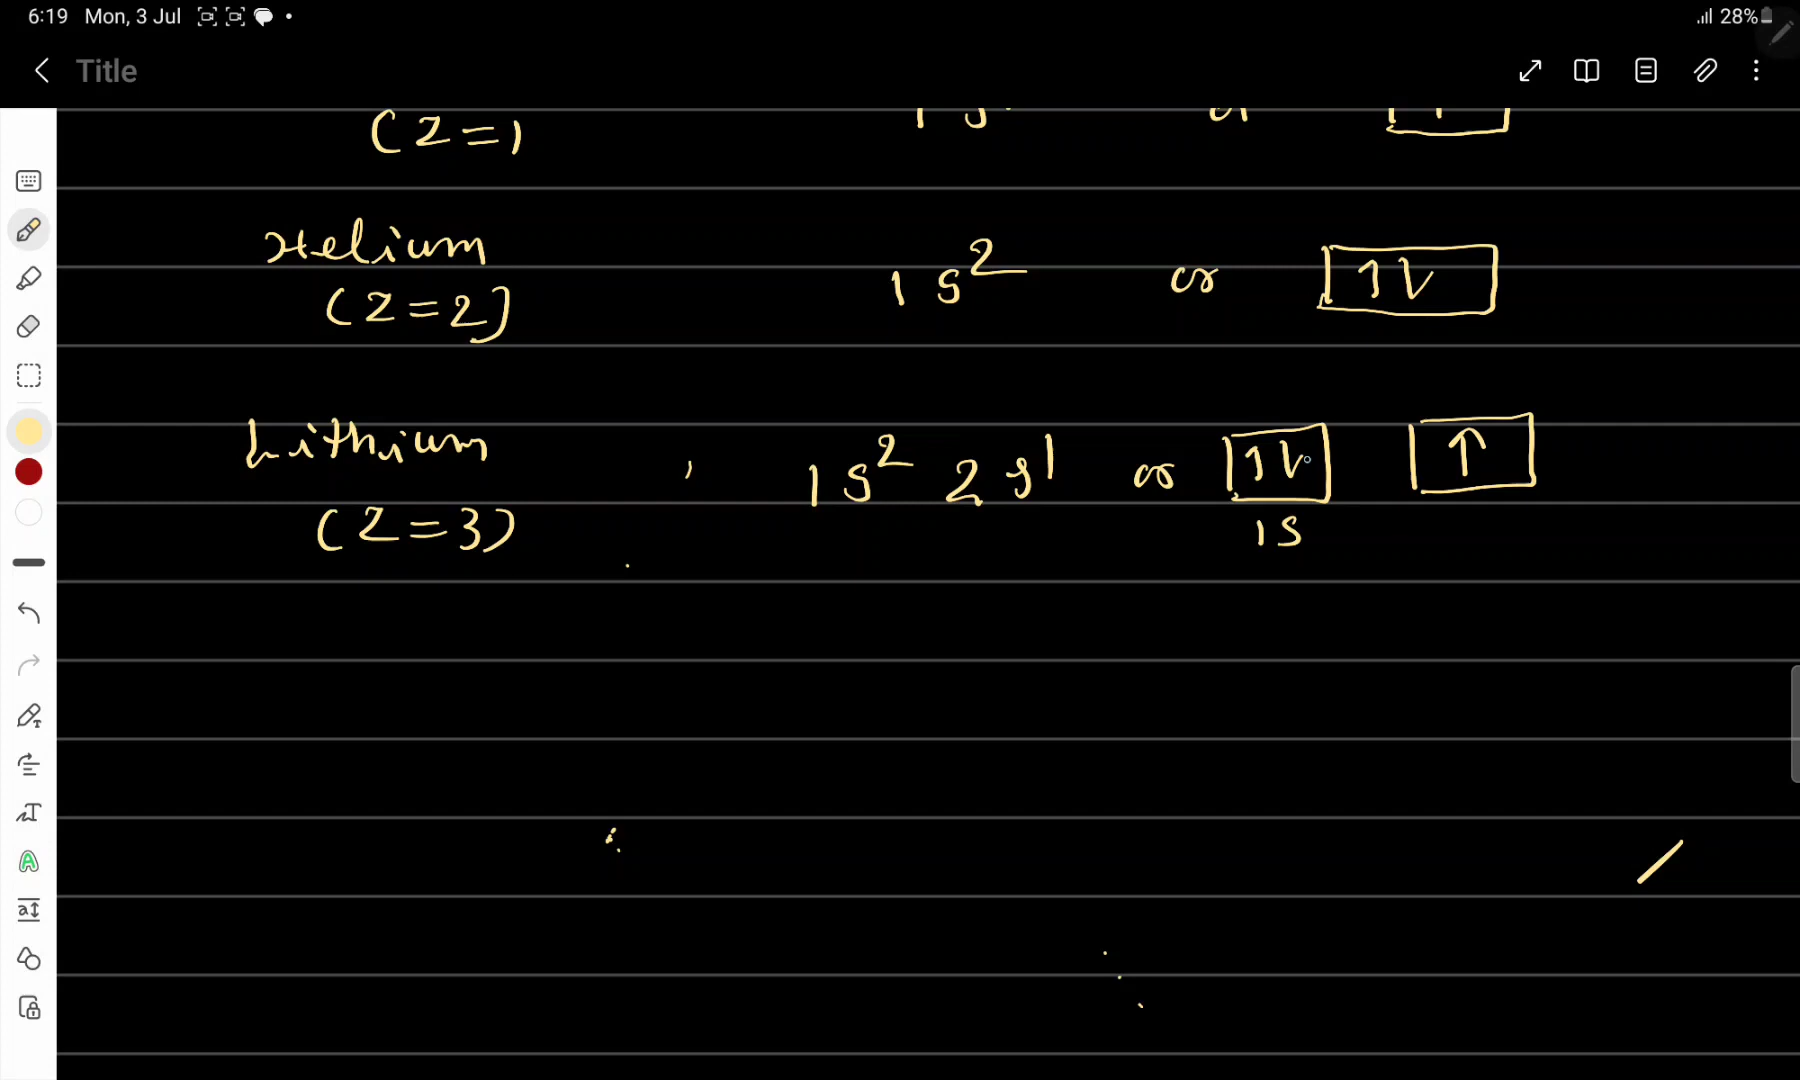 6:19 Mon, 3 Jul 28%
Title
(Z=1
Helium 1s² or ↿⇂
(Z=2)
Lithium 1s² 2s¹ or ↿⇂ ↑
(Z=3) 1s